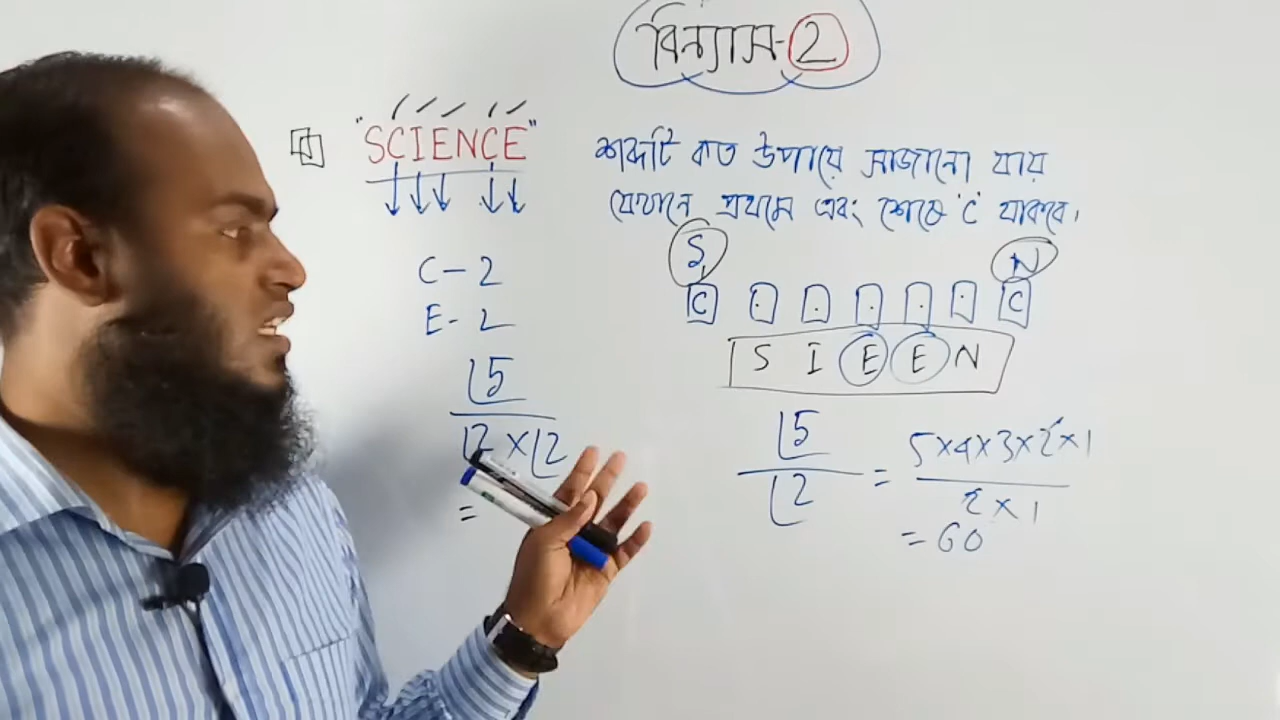 বিন্যাস-2
"SCIENCE" শব্দটি কত উপায়ে সাজানো যায়
যেখানে প্রথমে এবং শেষে 'C' থাকবে।
C-2
E-2
S N
C C
S I E E N
⌊5
⌊2 × ⌊2
=
⌊5
⌊2
= 5×4×3×2×1
2×1
= 60